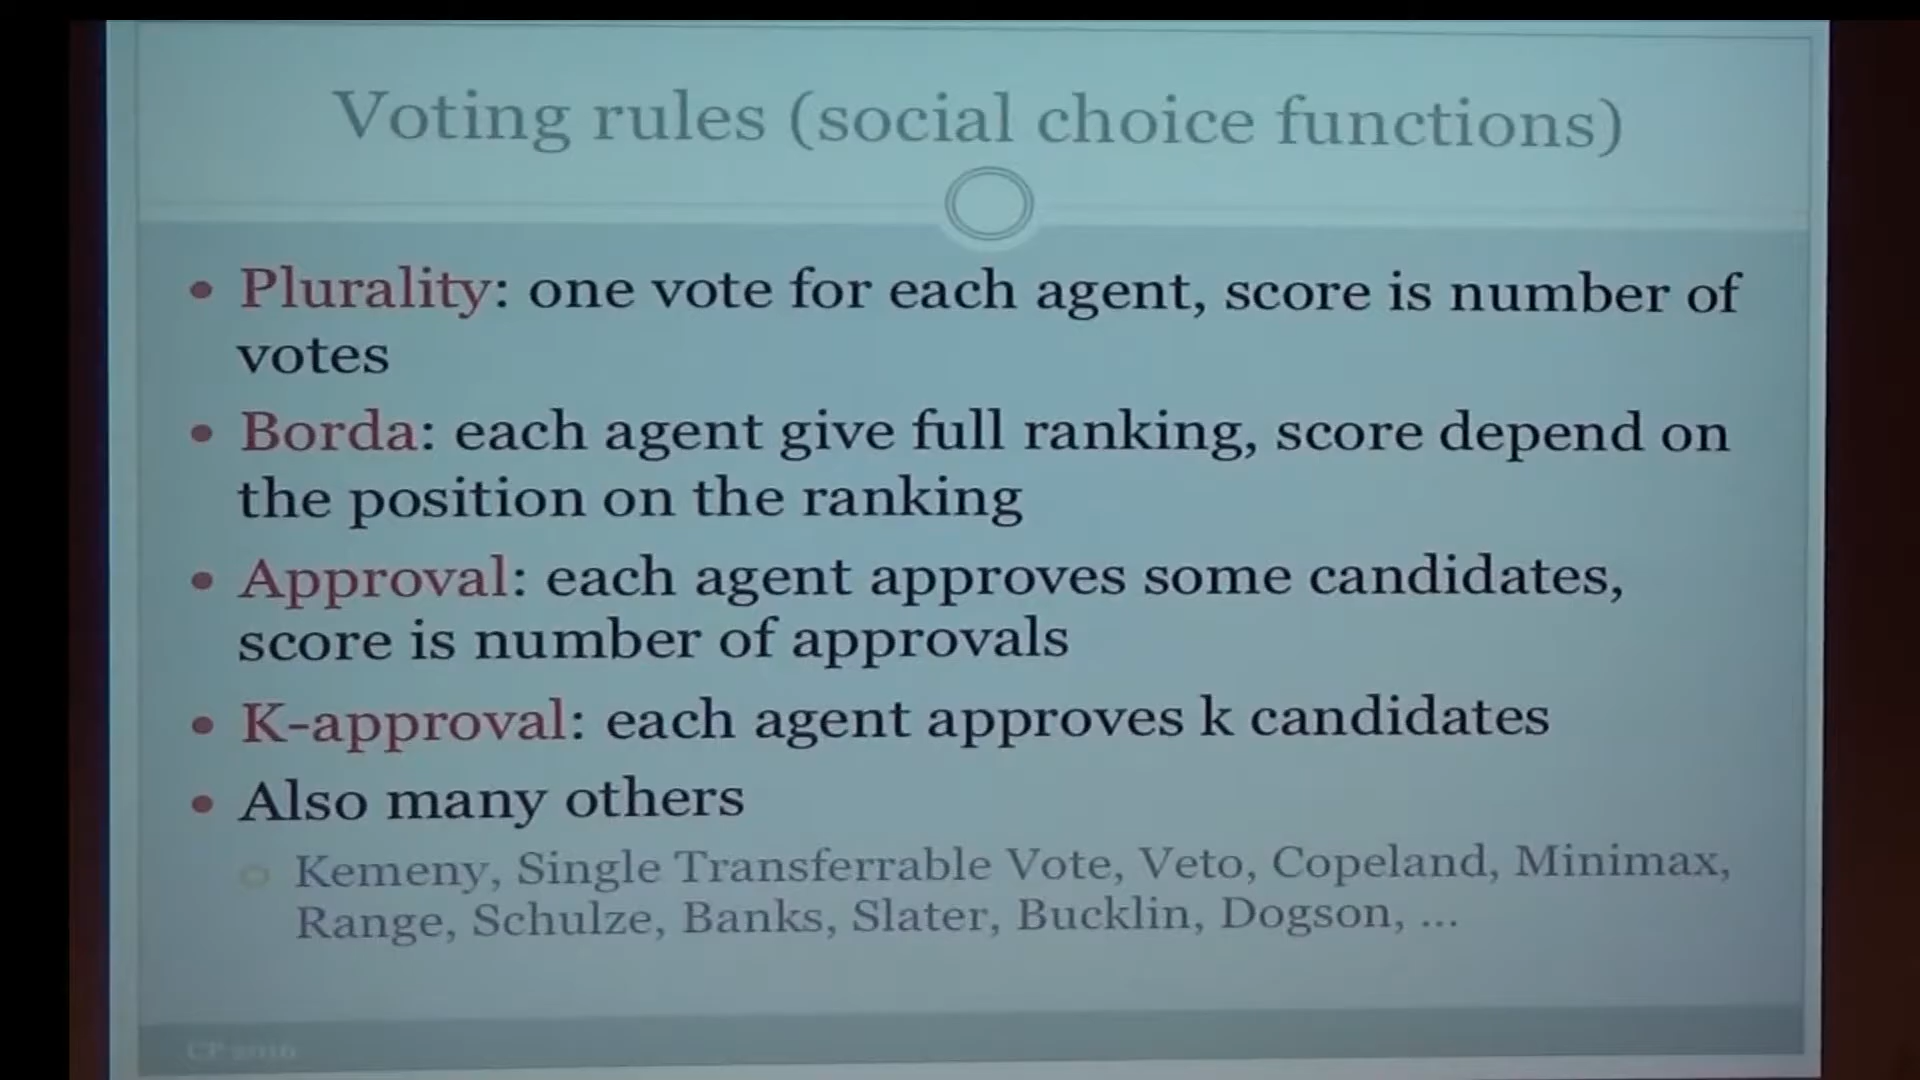 Voting rules (social choice functions)
• Plurality: one vote for each agent, score is number of
votes
• Borda: each agent give full ranking, score depend on
the position on the ranking
• Approval: each agent approves some candidates,
score is number of approvals
• K-approval: each agent approves k candidates
• Also many others
Kemeny, Single Transferrable Vote, Veto, Copeland, Minimax,
Range, Schulze, Banks, Slater, Bucklin, Dogson, ...
CP 2016